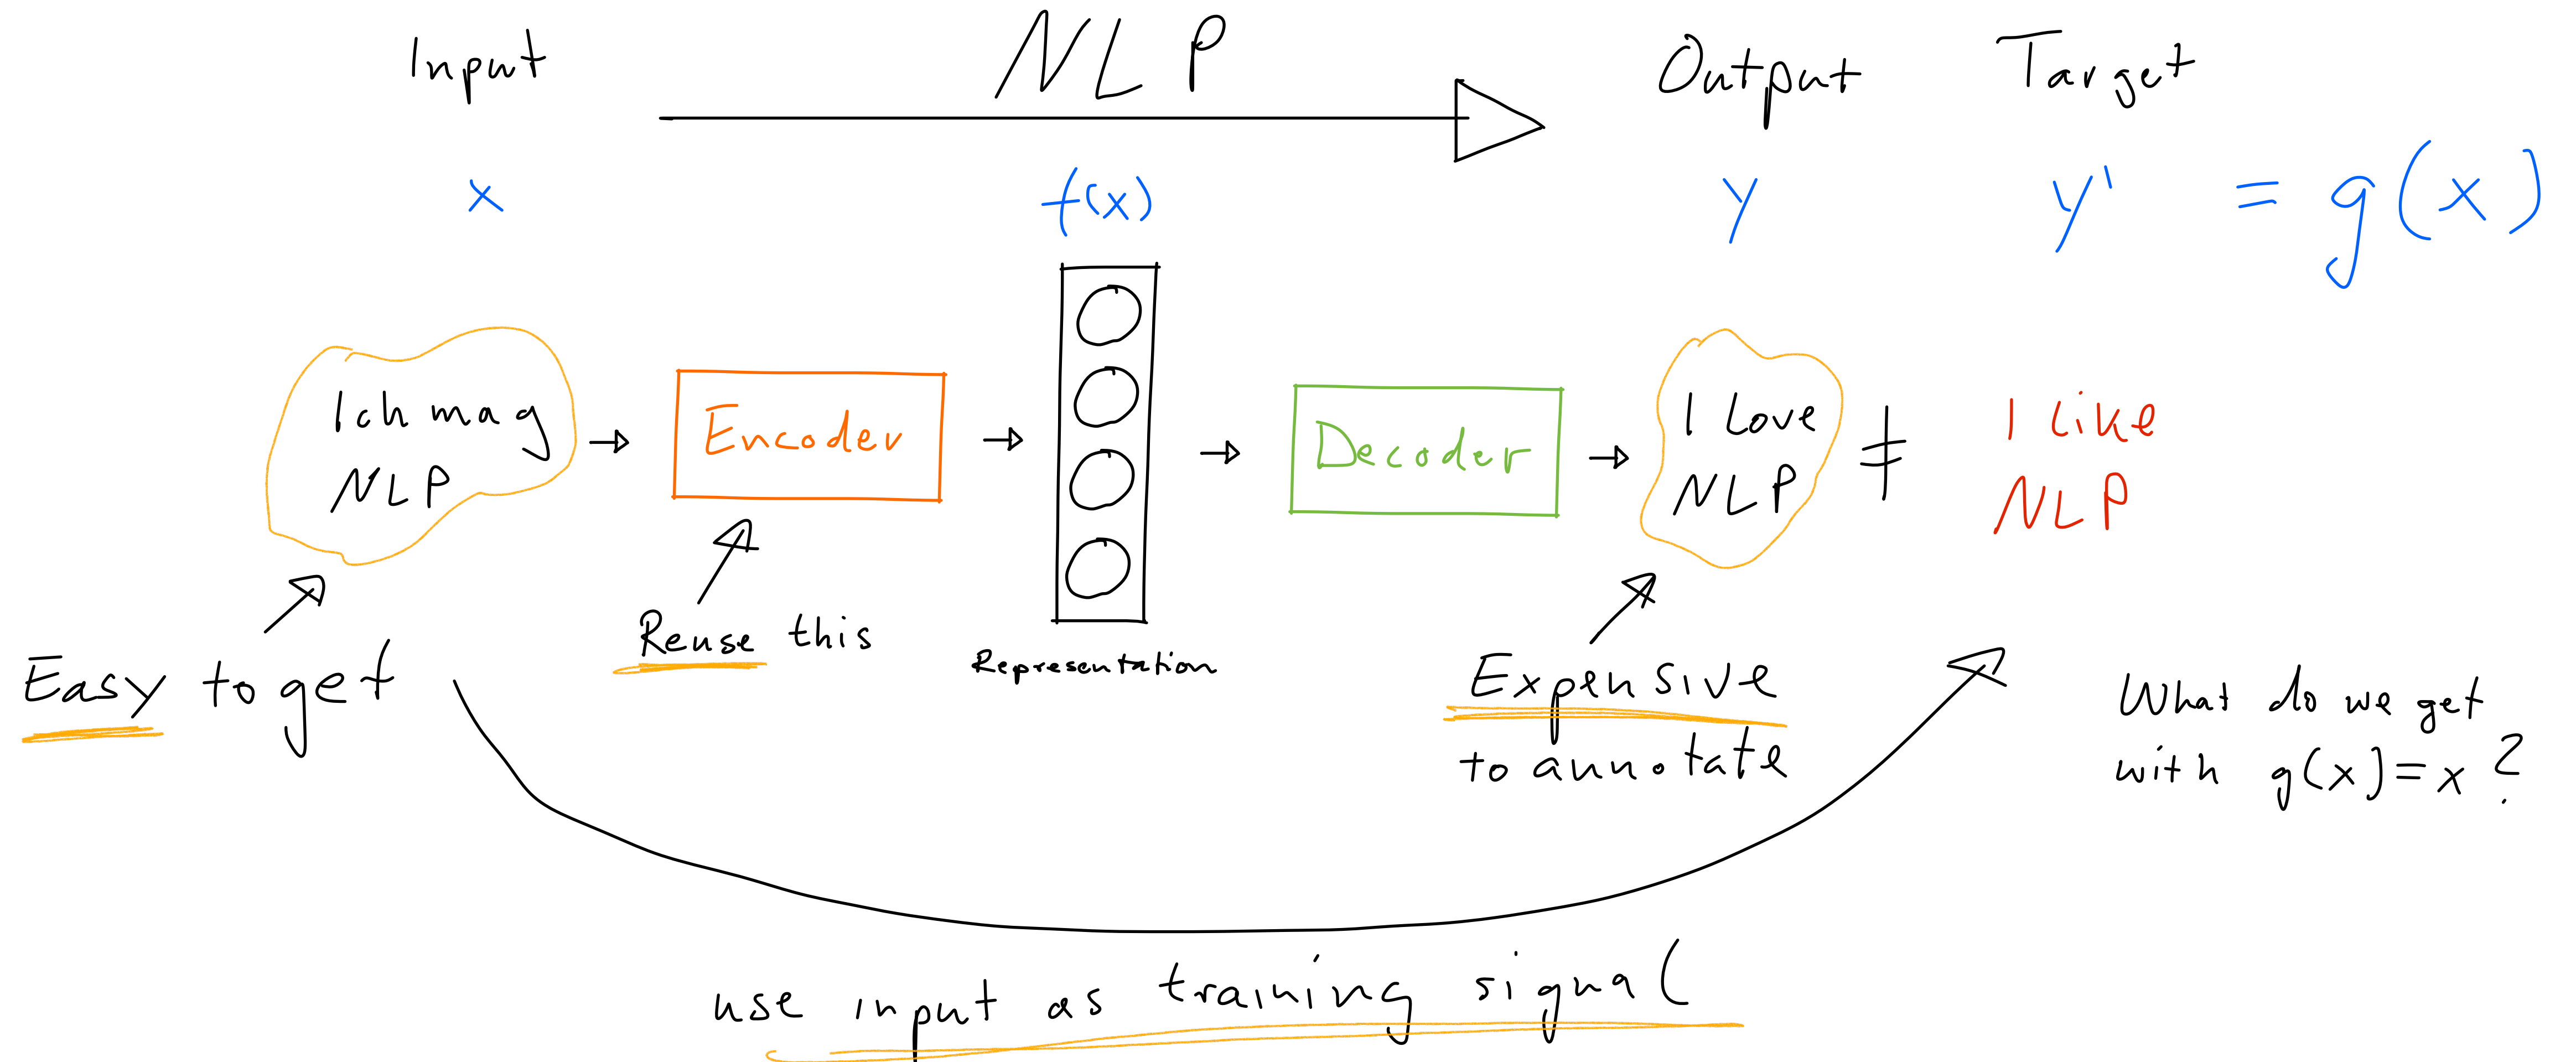 Input
NLP
Output
Target
x
f(x)
y
y' = g(x)
Ich mag
NLP
Encoder
Decoder
I Love
NLP
≠
I like
NLP
Reuse this
Representation
Easy to get
Expensive
to annotate
What do we get
with g(x)=x ?
use input as training signal